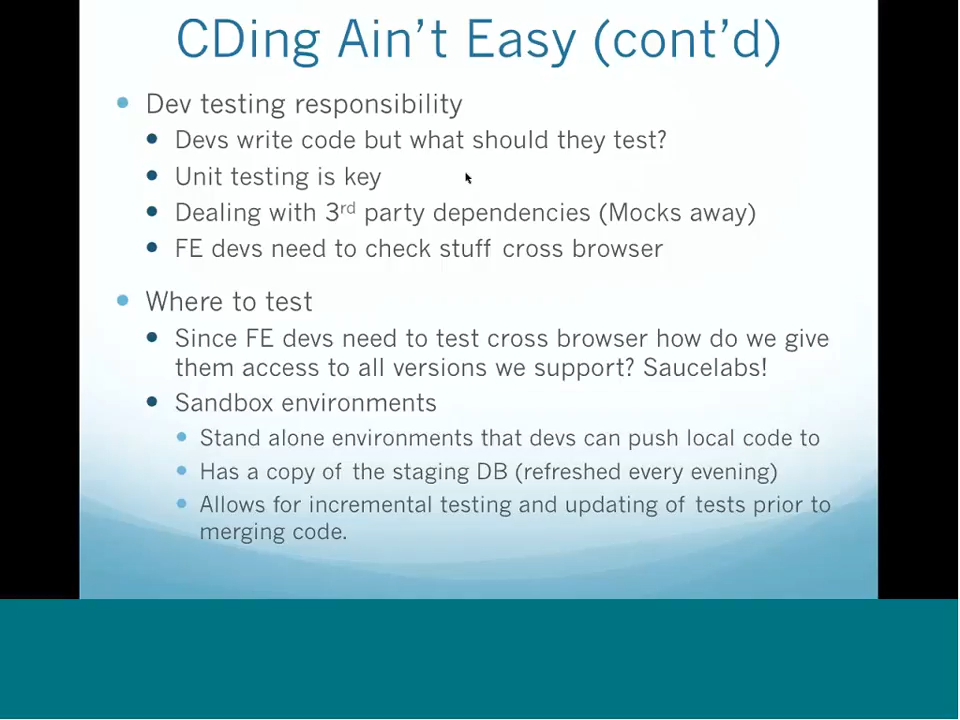 CDing Ain't Easy (cont'd)
Dev testing responsibility
Devs write code but what should they test?
Unit testing is key
Dealing with 3rd party dependencies (Mocks away)
FE devs need to check stuff cross browser
Where to test
Since FE devs need to test cross browser how do we give
them access to all versions we support? Saucelabs!
Sandbox environments
Stand alone environments that devs can push local code to
Has a copy of the staging DB (refreshed every evening)
Allows for incremental testing and updating of tests prior to
merging code.